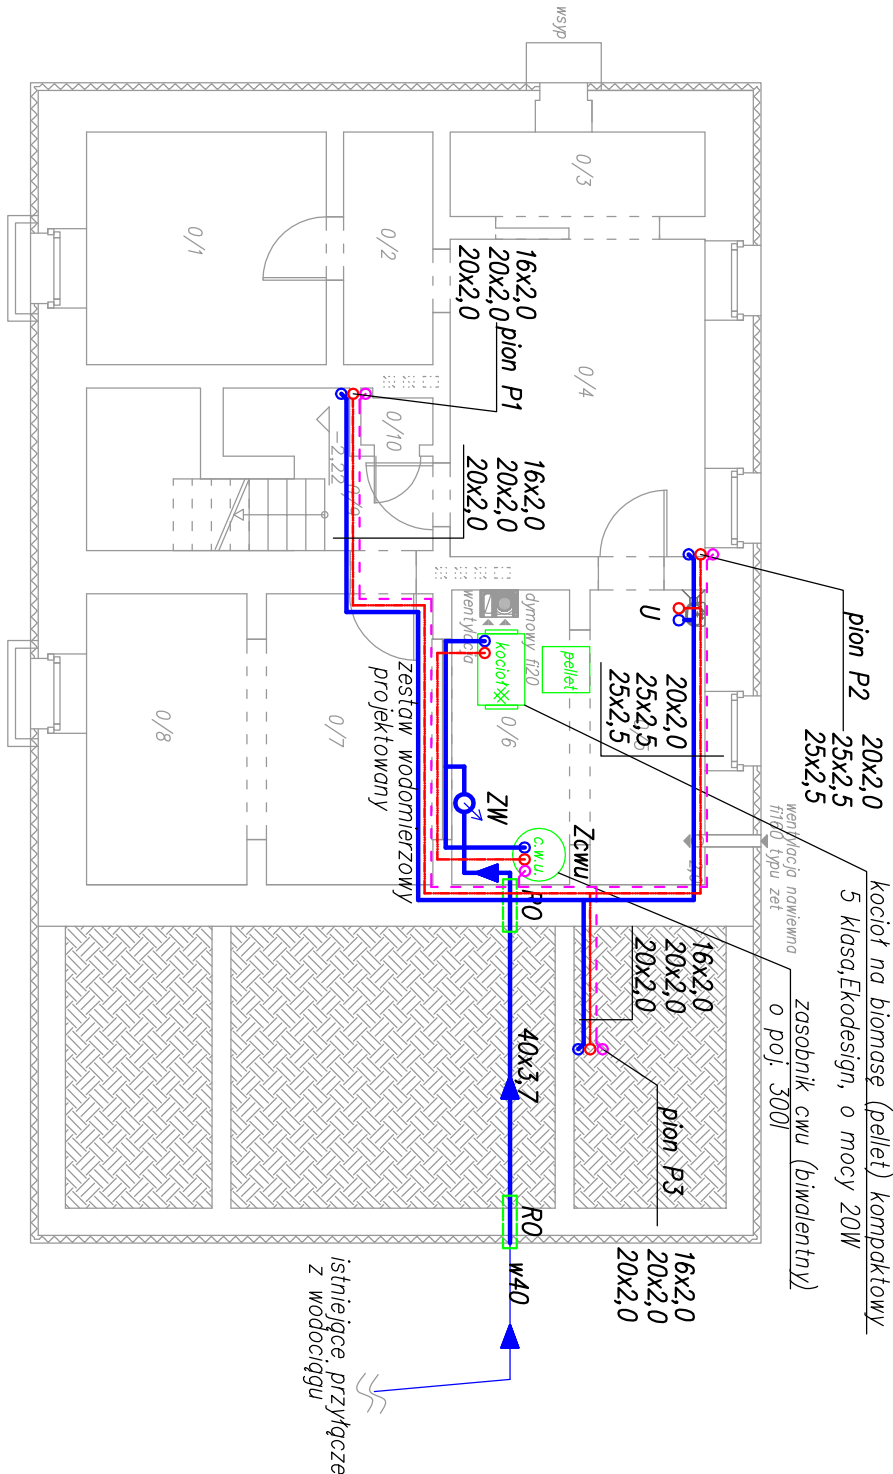 wsyp
0/3
0/1
0/2
0/4
16x2,0
20x2,0
20x2,0
pion P1
0/10
-2,22
16x2,0
20x2,0
20x2,0
pion P2
20x2,0
25x2,5
25x2,5
U
dymowy fi20
wentylacja
kocioł
pellet
20x2,0
25x2,5
25x2,5
0/8
0/7
0/6
zestaw wodomierzowy
projektowany
ZW
Zcwu
c.w.u.
wentylacja nawiewna
fi160 typu zet
kocioł na biomasę (pellet) kompaktowy
5 klasa,Ekodesign, o mocy 20W
zasobnik cwu (biwalentny)
o poj. 300l
RO
16x2,0
20x2,0
20x2,0
40x3,7
pion P3
16x2,0
20x2,0
20x2,0
RO
w40
istniejące przyłącze
z wodociągu